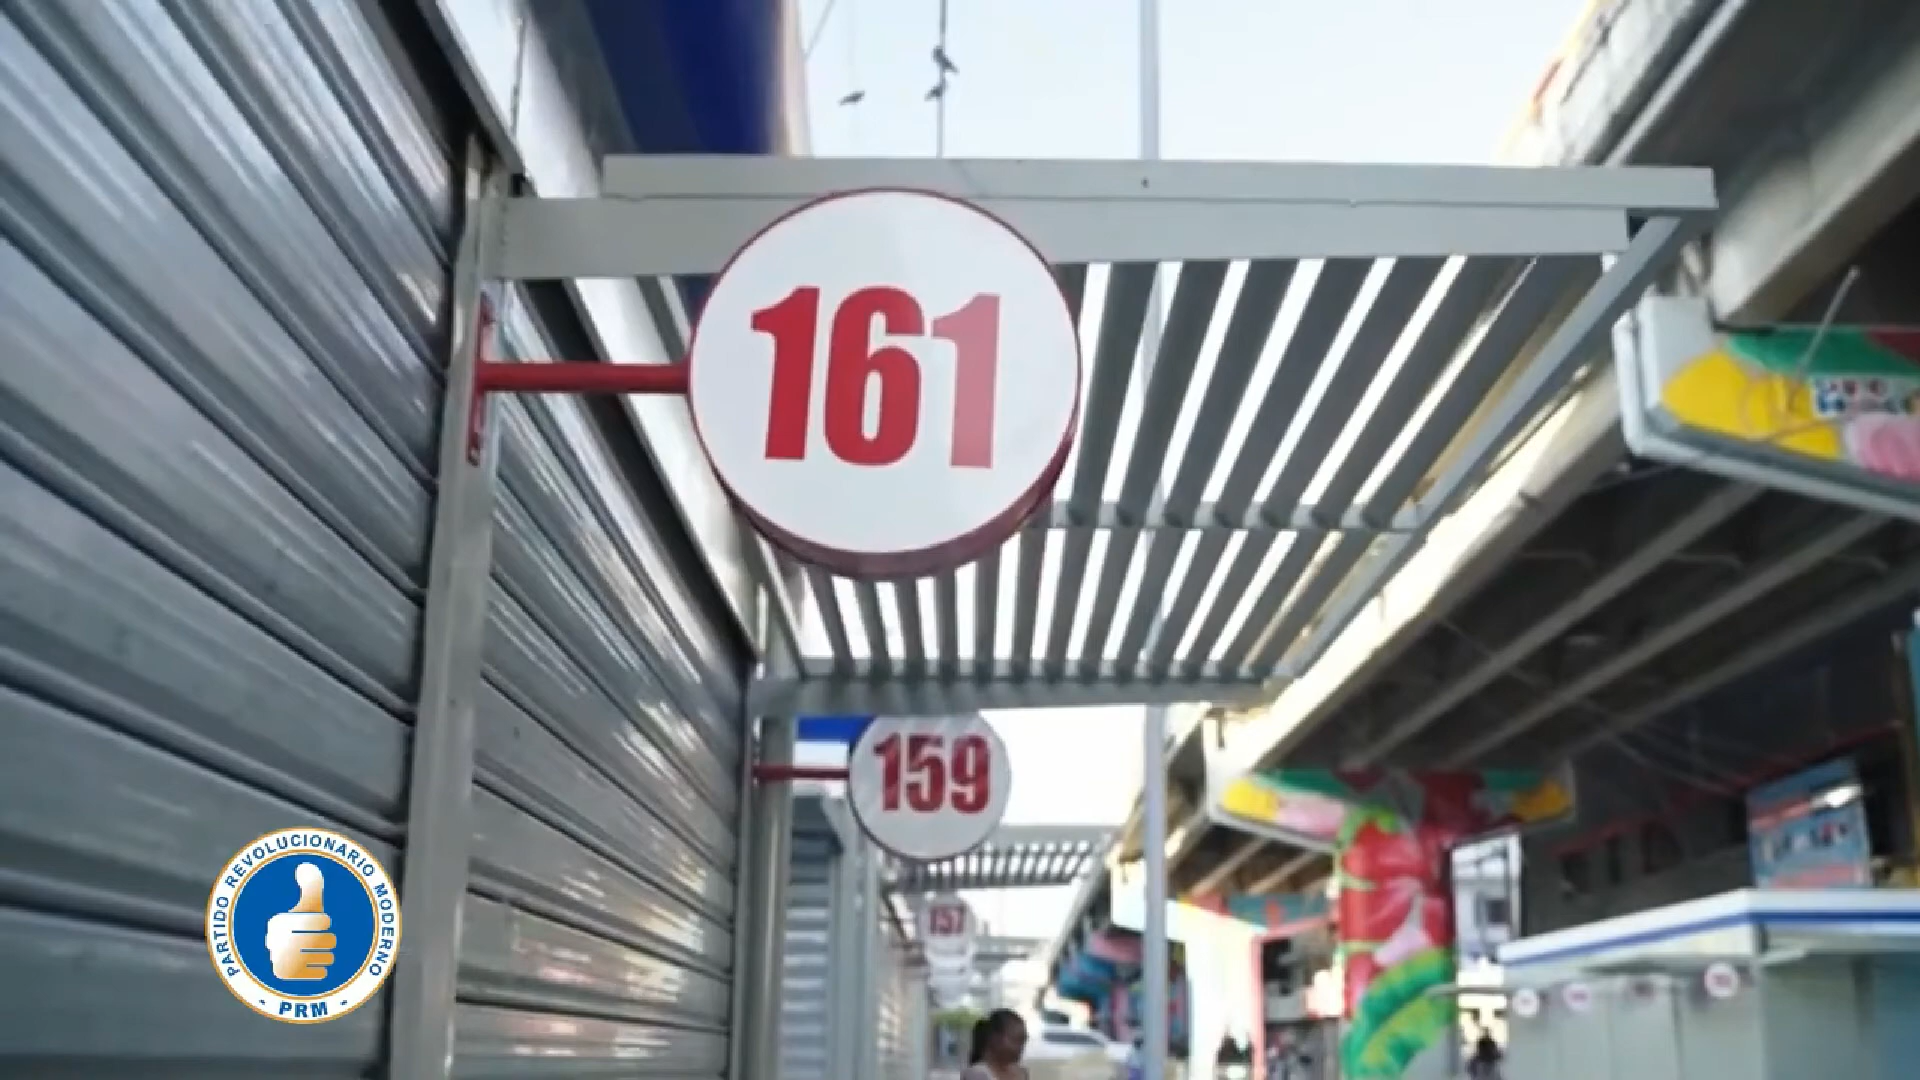 161
159
157
PARTIDO REVOLUCIONARIO MODERNO
- PRM -